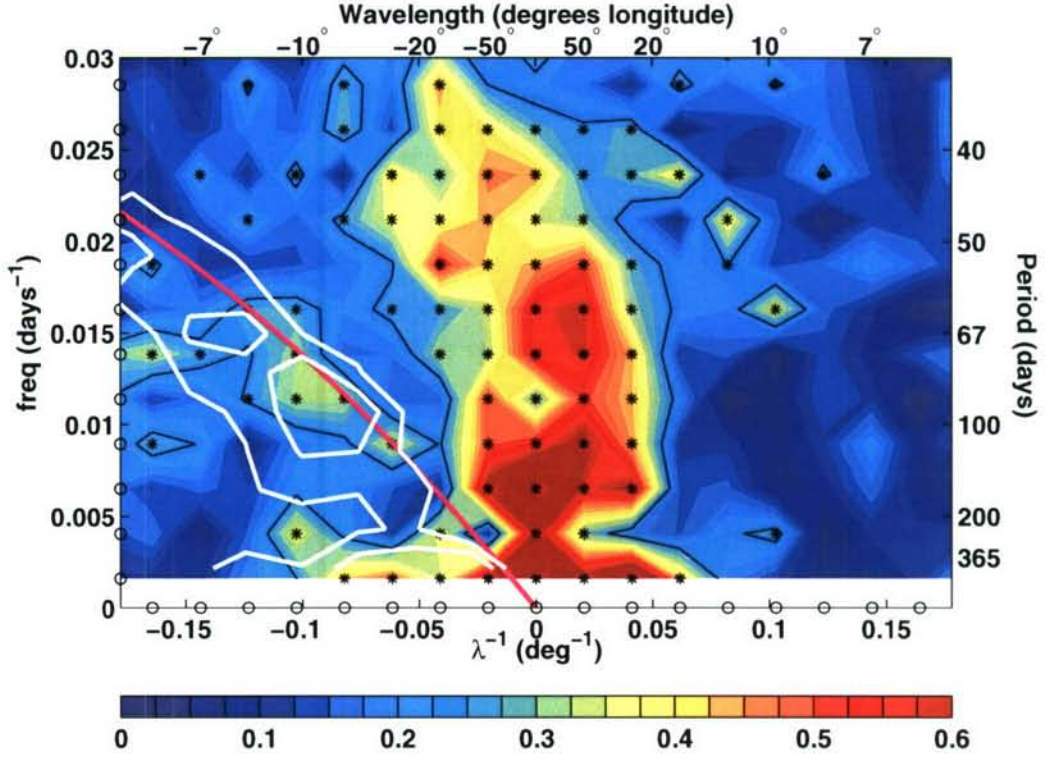 Wavelength (degrees longitude)
−7° −10° −20° −50° 50° 20° 10° 7°
0.03
0.025
0.02
0.015
0.01
0.005
0
freq (days⁻¹)
40
50
67
100
200
365
Period (days)
−0.15 −0.1 −0.05 0 0.05 0.1 0.15
λ⁻¹ (deg⁻¹)
0 0.1 0.2 0.3 0.4 0.5 0.6